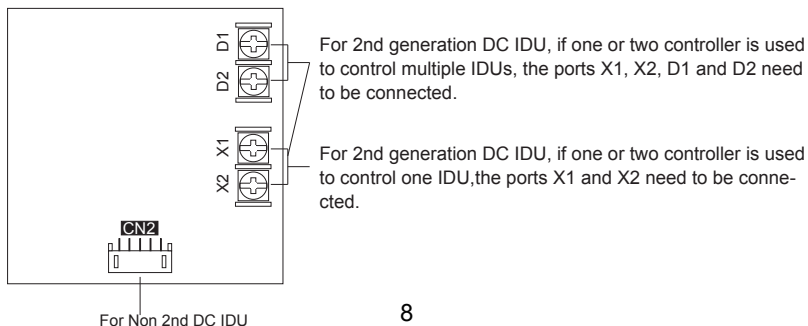 D1
D2
X1
X2
CN2
For 2nd generation DC IDU, if one or two controller is used
to control multiple IDUs, the ports X1, X2, D1 and D2 need
to be connected.
For 2nd generation DC IDU, if one or two controller is used
to control one IDU,the ports X1 and X2 need to be conne-
cted.
For Non 2nd DC IDU
8